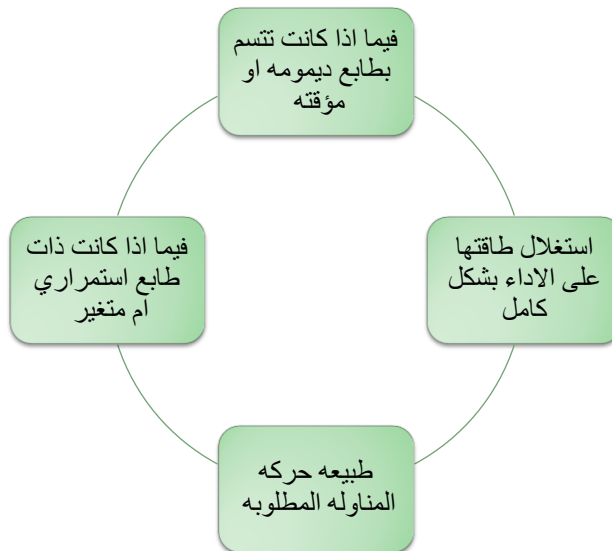 فيما اذا كانت تتسم
بطابع ديمومه او
مؤقته
استغلال طاقتها
على الاداء بشكل
كامل
طبيعه حركه
المناوله المطلوبه
فيما اذا كانت ذات
طابع استمراري
ام متغير